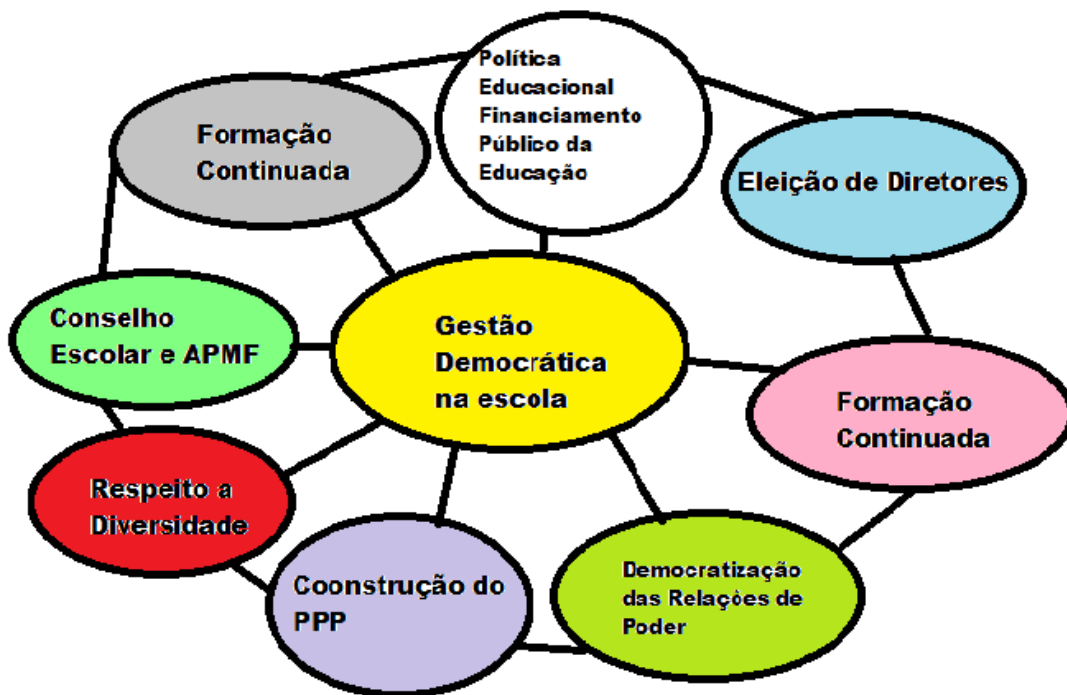 Política
Educacional
Financiamento
Público da
Educação
Formação
Continuada
Eleição de Diretores
Conselho
Escolar e APMF
Gestão
Democrática
na escola
Formação
Continuada
Respeito a
Diversidade
Coonstrução do
PPP
Democratização
das Relações de
Poder